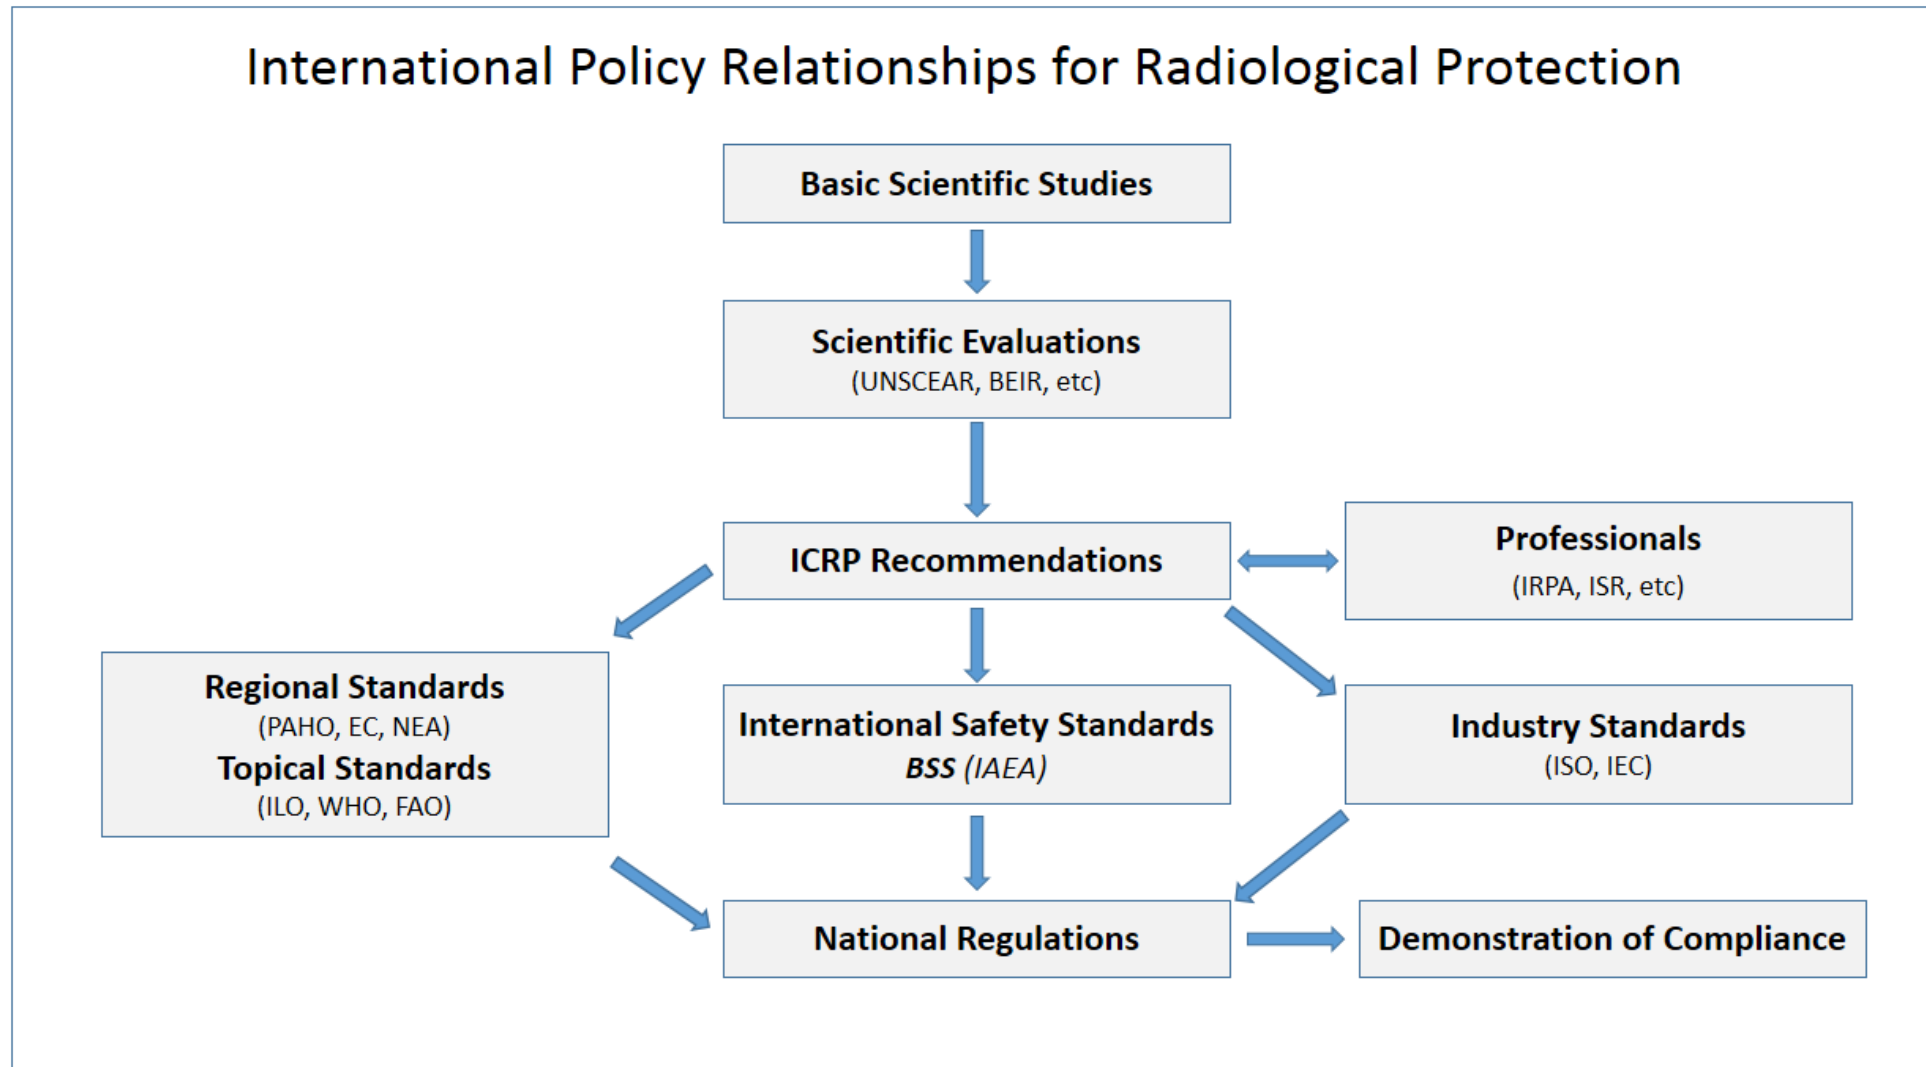 International Policy Relationships for Radiological Protection
Basic Scientific Studies
Scientific Evaluations
(UNSCEAR, BEIR, etc)
ICRP Recommendations
Professionals
(IRPA, ISR, etc)
Regional Standards
(PAHO, EC, NEA)
Topical Standards
(ILO, WHO, FAO)
International Safety Standards
BSS (IAEA)
Industry Standards
(ISO, IEC)
National Regulations
Demonstration of Compliance